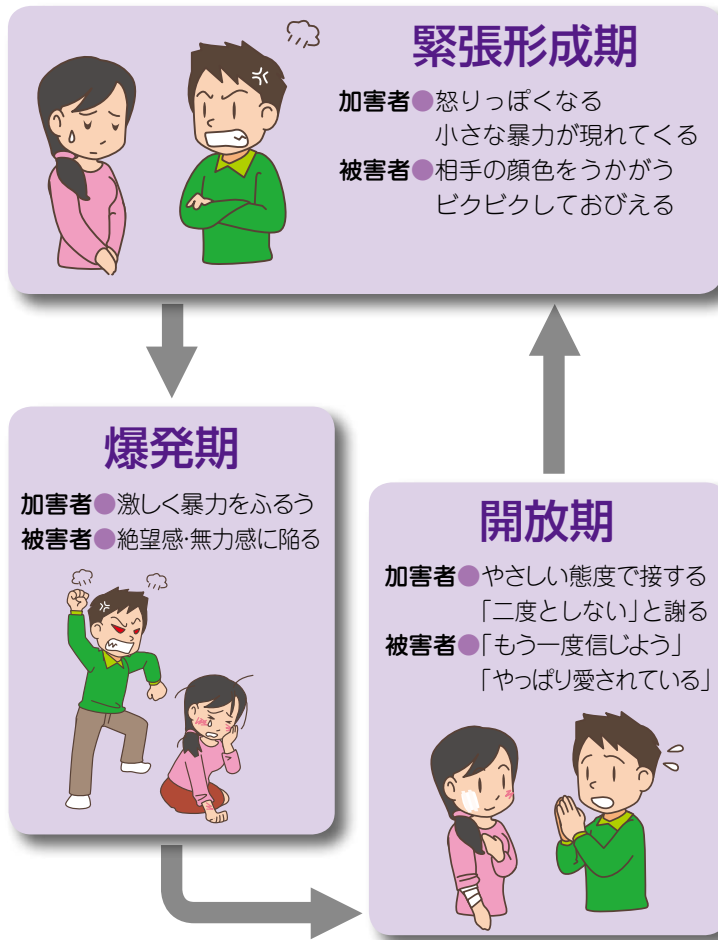 緊張形成期
加害者●怒りっぽくなる
小さな暴力が現れてくる
被害者●相手の顔色をうかがう
ビクビクしておびえる
爆発期
加害者●激しく暴力をふるう
被害者●絶望感・無力感に陥る
開放期
加害者●やさしい態度で接する
「二度としない」と謝る
被害者●「もう一度信じよう」
「やっぱり愛されている」